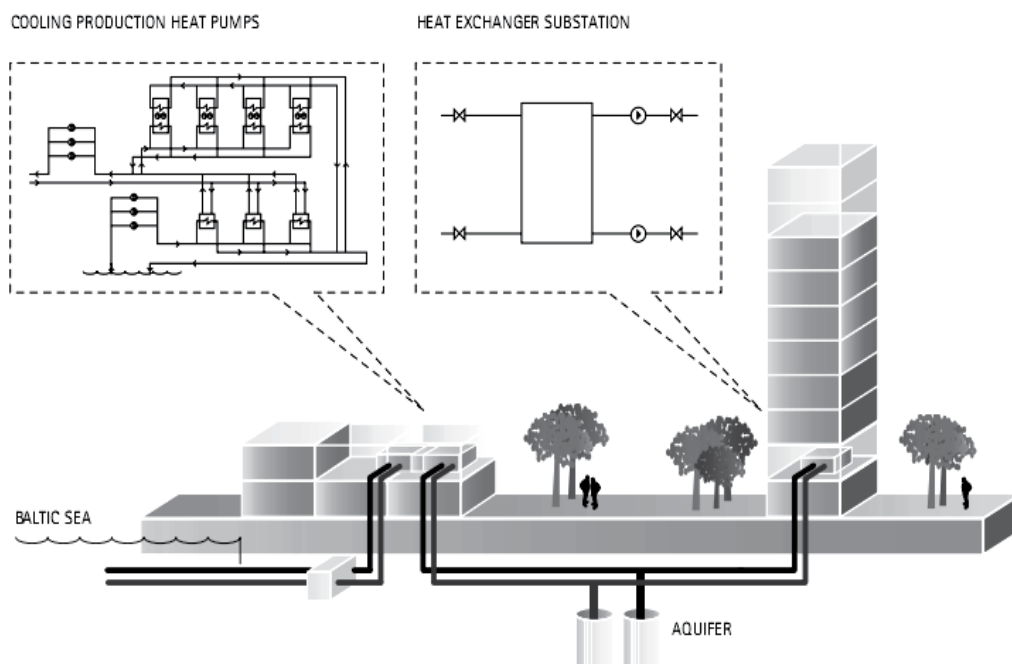 COOLING PRODUCTION HEAT PUMPS
HEAT EXCHANGER SUBSTATION
BALTIC SEA
AQUIFER